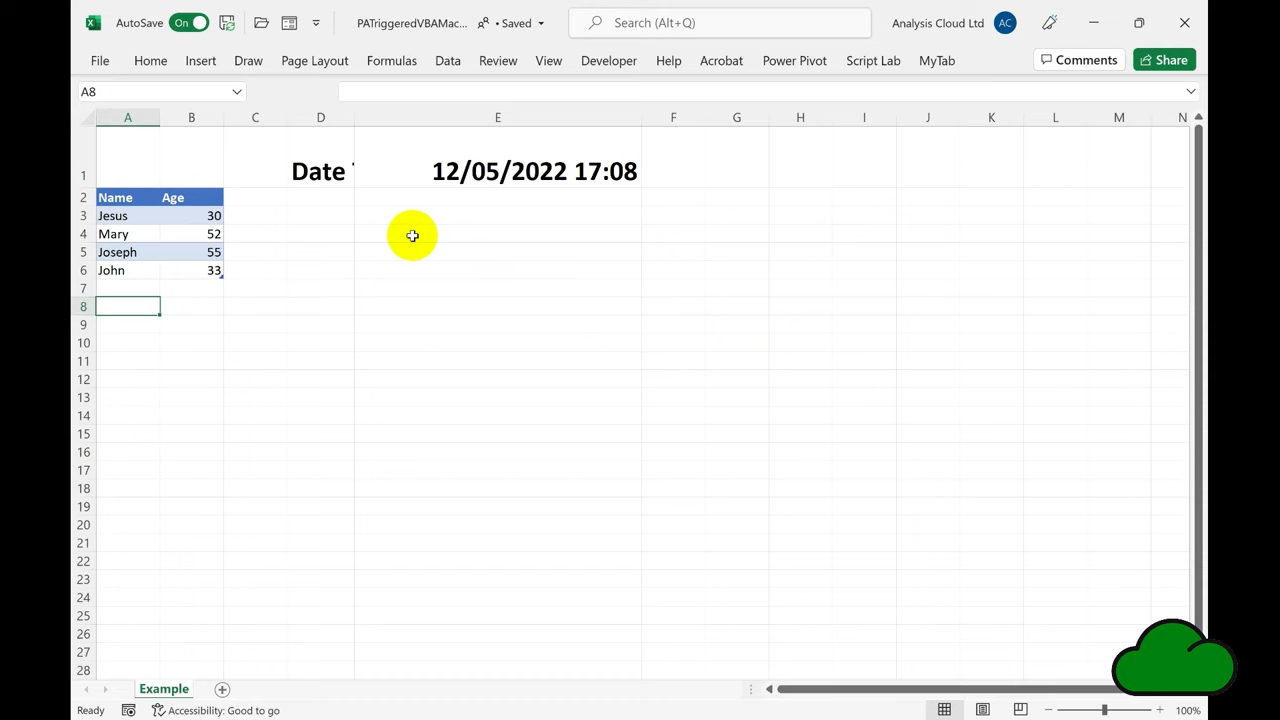 AutoSave On PATriggeredVBAMac... • Saved Search (Alt+Q) Analysis Cloud Ltd AC
File Home Insert Draw Page Layout Formulas Data Review View Developer Help Acrobat Power Pivot Script Lab MyTab Comments Share
A8
A B C D E F G H I J K L M N
1 Date 12/05/2022 17:08
2 Name Age
3 Jesus 30
4 Mary 52
5 Joseph 55
6 John 33
7
8
9
10
11
12
13
14
15
16
17
18
19
20
21
22
23
24
25
26
27
28
Example
Ready Accessibility: Good to go 100%